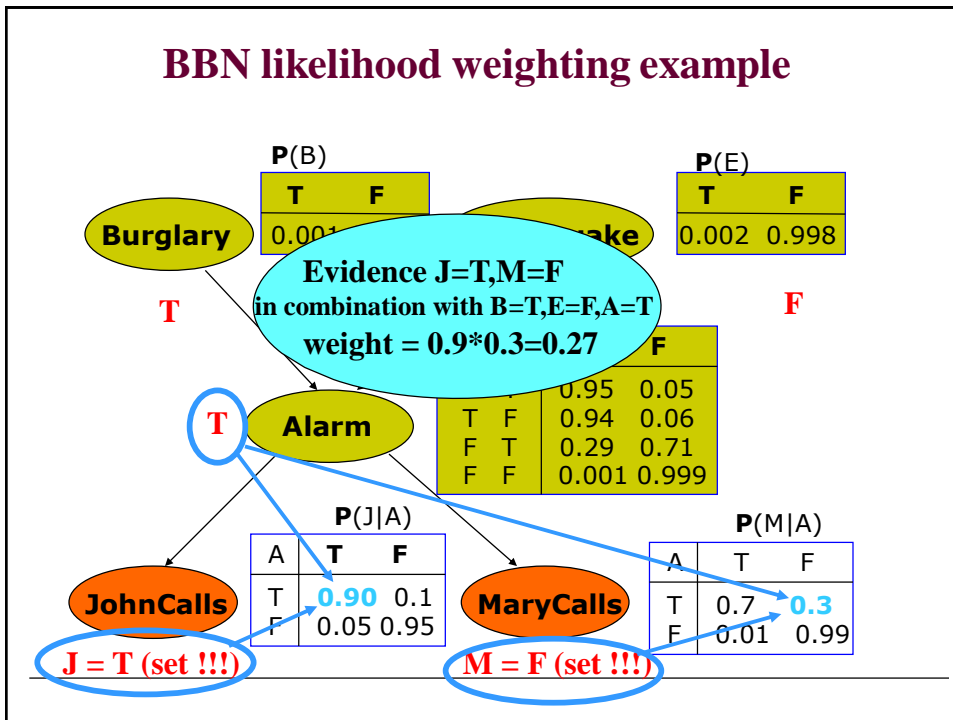 BBN likelihood weighting example
P(B)
T F
0.001
Burglary
P(E)
T F
0.002 0.998
T
F
Evidence J=T,M=F
in combination with B=T,E=F,A=T
weight = 0.9*0.3=0.27
F
0.95 0.05
T F 0.94 0.06
F T 0.29 0.71
F F 0.001 0.999
T
Alarm
P(J|A)
A T F
T 0.90 0.1
F 0.05 0.95
JohnCalls
J = T (set !!!)
P(M|A)
A T F
T 0.7 0.3
F 0.01 0.99
MaryCalls
M = F (set !!!)